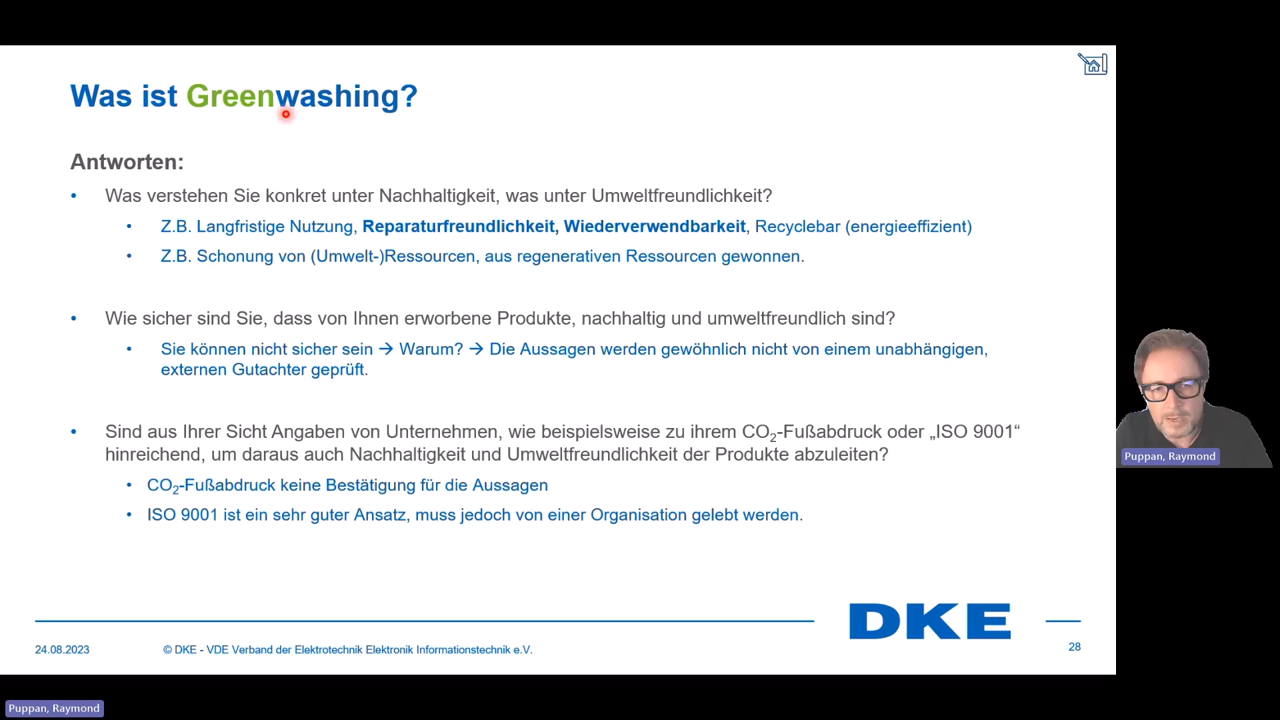 Was ist Greenwashing?
Antworten:
• Was verstehen Sie konkret unter Nachhaltigkeit, was unter Umweltfreundlichkeit?
• Z.B. Langfristige Nutzung, Reparaturfreundlichkeit, Wiederverwendbarkeit, Recyclebar (energieeffizient)
• Z.B. Schonung von (Umwelt-)Ressourcen, aus regenerativen Ressourcen gewonnen.
• Wie sicher sind Sie, dass von Ihnen erworbene Produkte, nachhaltig und umweltfreundlich sind?
• Sie können nicht sicher sein → Warum? → Die Aussagen werden gewöhnlich nicht von einem unabhängigen,
externen Gutachter geprüft.
• Sind aus Ihrer Sicht Angaben von Unternehmen, wie beispielsweise zu ihrem CO₂-Fußabdruck oder „ISO 9001“
hinreichend, um daraus auch Nachhaltigkeit und Umweltfreundlichkeit der Produkte abzuleiten?
• CO₂-Fußabdruck keine Bestätigung für die Aussagen
• ISO 9001 ist ein sehr guter Ansatz, muss jedoch von einer Organisation gelebt werden.
DKE
24.08.2023
© DKE - VDE Verband der Elektrotechnik Elektronik Informationstechnik e.V.
28
Puppan, Raymond
Puppan, Raymond